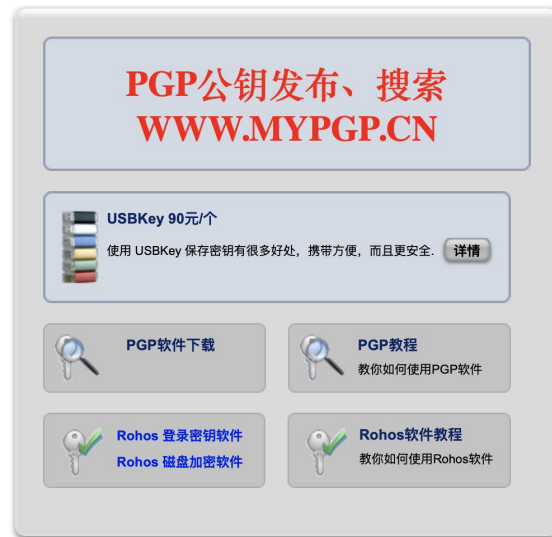 PGP公钥发布、搜索
WWW.MYPGP.CN
USBKey 90元/个
使用 USBKey 保存密钥有很多好处，携带方便，而且更安全.
详情
PGP软件下载
PGP教程
教你如何使用PGP软件
Rohos 登录密钥软件
Rohos 磁盘加密软件
Rohos软件教程
教你如何使用Rohos软件